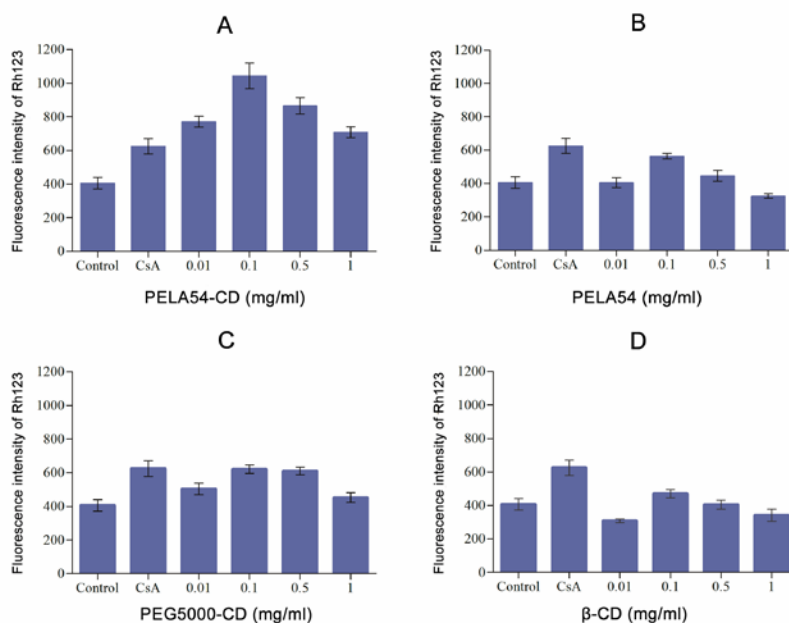 A
Fluorescence intensity of Rh123
1200
1000
800
600
400
200
0
Control CsA 0.01 0.1 0.5 1
PELA54-CD (mg/ml)
B
Fluorescence intensity of Rh123
1200
1000
800
600
400
200
0
Control CsA 0.01 0.1 0.5 1
PELA54 (mg/ml)
C
Fluorescence intensity of Rh123
1200
1000
800
600
400
200
0
Control CsA 0.01 0.1 0.5 1
PEG5000-CD (mg/ml)
D
Fluorescence intensity of Rh123
1200
1000
800
600
400
200
0
Control CsA 0.01 0.1 0.5 1
β-CD (mg/ml)